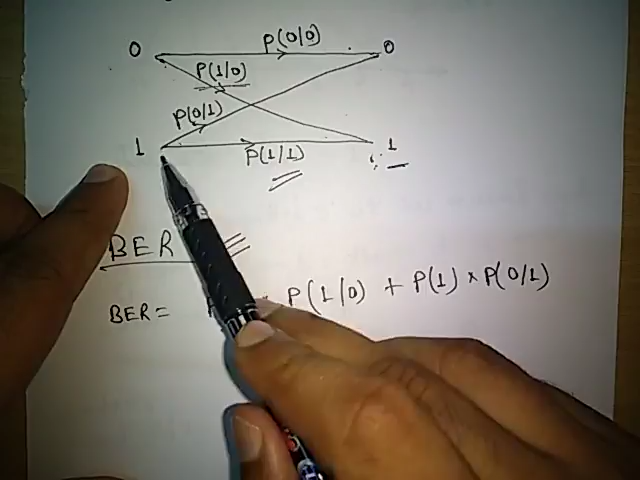 0 P(0/0) 0
P(1/0)
P(0/1)
1 P(1/1) 1
BER
BER = P(1/0) + P(1) × P(0/1)